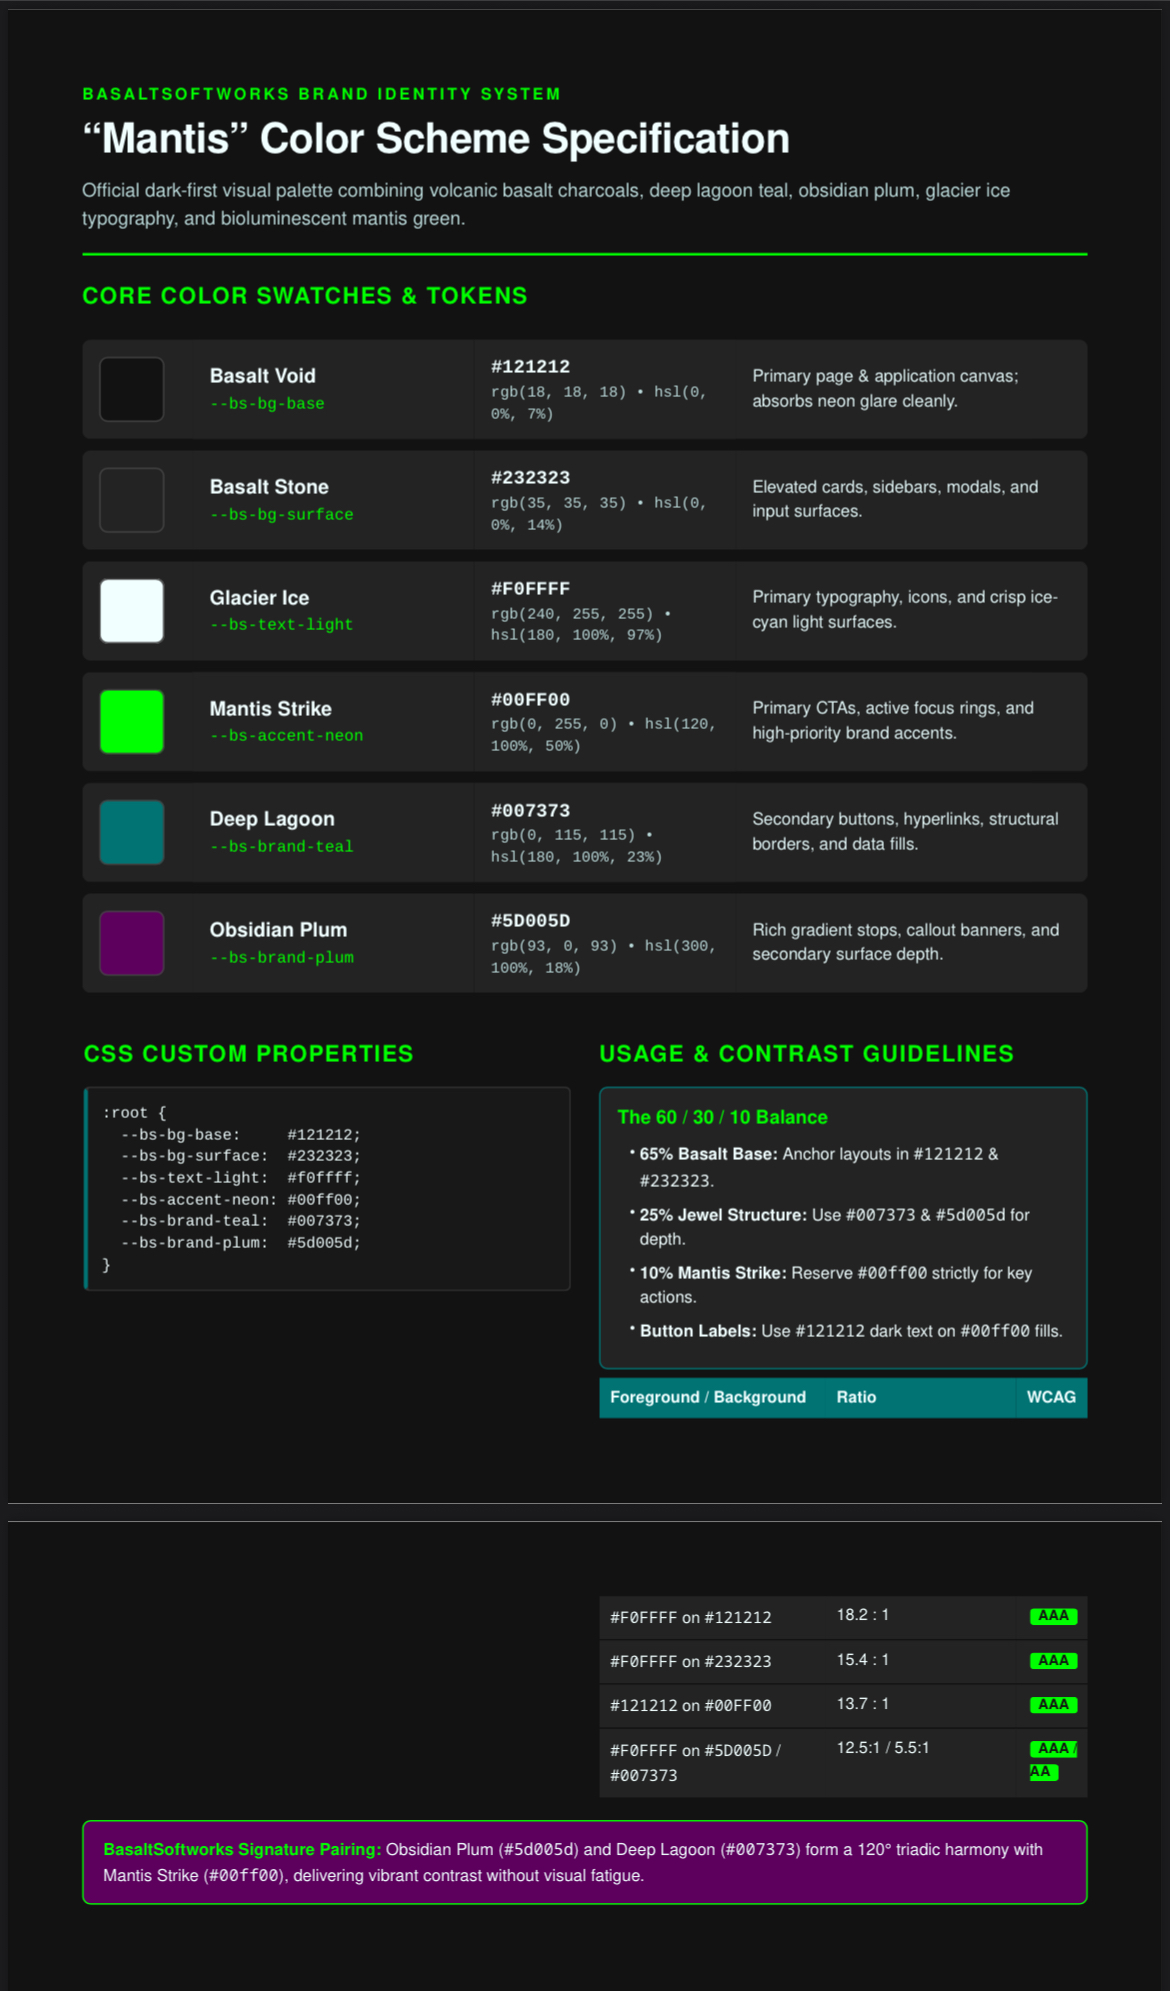 BASALTSOFTWORKS BRAND IDENTITY SYSTEM
“Mantis” Color Scheme Specification
Official dark-first visual palette combining volcanic basalt charcoals, deep lagoon teal, obsidian plum, glacier ice
typography, and bioluminescent mantis green.
CORE COLOR SWATCHES & TOKENS
Basalt Void
--bs-bg-base
#121212
rgb(18, 18, 18) • hsl(0,
0%, 7%)
Primary page & application canvas;
absorbs neon glare cleanly.
Basalt Stone
--bs-bg-surface
#232323
rgb(35, 35, 35) • hsl(0,
0%, 14%)
Elevated cards, sidebars, modals, and
input surfaces.
Glacier Ice
--bs-text-light
#F0FFFF
rgb(240, 255, 255) •
hsl(180, 100%, 97%)
Primary typography, icons, and crisp ice-
cyan light surfaces.
Mantis Strike
--bs-accent-neon
#00FF00
rgb(0, 255, 0) • hsl(120,
100%, 50%)
Primary CTAs, active focus rings, and
high-priority brand accents.
Deep Lagoon
--bs-brand-teal
#007373
rgb(0, 115, 115) •
hsl(180, 100%, 23%)
Secondary buttons, hyperlinks, structural
borders, and data fills.
Obsidian Plum
--bs-brand-plum
#5D005D
rgb(93, 0, 93) • hsl(300,
100%, 18%)
Rich gradient stops, callout banners, and
secondary surface depth.
CSS CUSTOM PROPERTIES
:root {
--bs-bg-base: #121212;
--bs-bg-surface: #232323;
--bs-text-light: #f0ffff;
--bs-accent-neon: #00ff00;
--bs-brand-teal: #007373;
--bs-brand-plum: #5d005d;
}
USAGE & CONTRAST GUIDELINES
The 60 / 30 / 10 Balance
• 65% Basalt Base: Anchor layouts in #121212 &
#232323.
• 25% Jewel Structure: Use #007373 & #5d005d for
depth.
• 10% Mantis Strike: Reserve #00ff00 strictly for key
actions.
• Button Labels: Use #121212 dark text on #00ff00 fills.
Foreground / Background Ratio WCAG
#F0FFFF on #121212 18.2 : 1 AAA
#F0FFFF on #232323 15.4 : 1 AAA
#121212 on #00FF00 13.7 : 1 AAA
#F0FFFF on #5D005D / 12.5:1 / 5.5:1 AAA /
#007373 AA
BasaltSoftworks Signature Pairing: Obsidian Plum (#5d005d) and Deep Lagoon (#007373) form a 120° triadic harmony with
Mantis Strike (#00ff00), delivering vibrant contrast without visual fatigue.